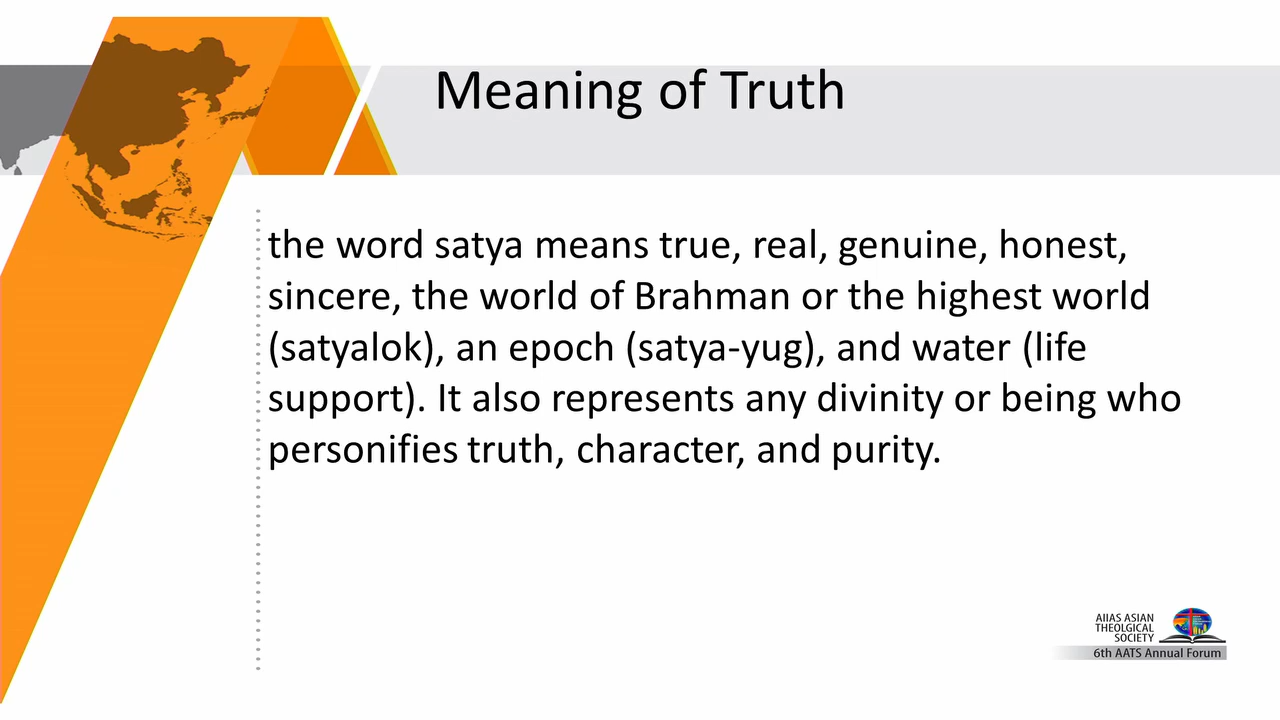 Meaning of Truth
the word satya means true, real, genuine, honest,
sincere, the world of Brahman or the highest world
(satyalok), an epoch (satya-yug), and water (life
support). It also represents any divinity or being who
personifies truth, character, and purity.
AIIAS ASIAN
THEOLGICAL
SOCIETY
6th AATS Annual Forum